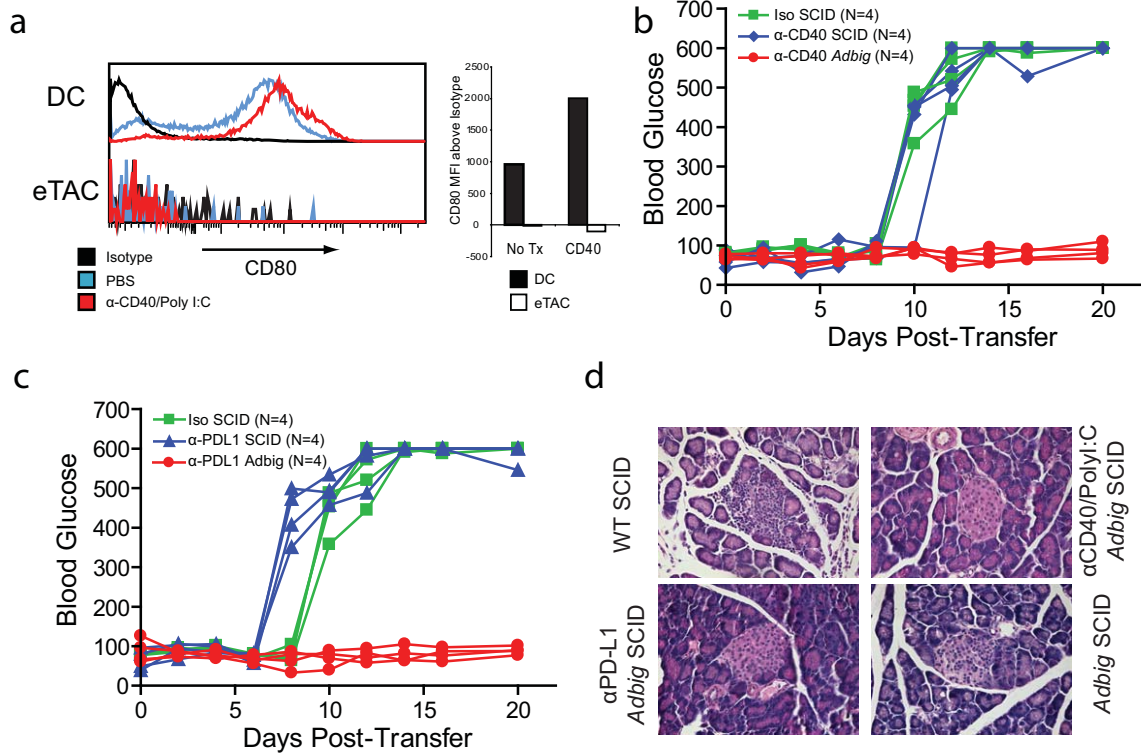 a
DC
eTAC
CD80
Isotype
PBS
α-CD40/Poly I:C
CD80 MFI above Isotype
2500
2000
1500
1000
500
0
-500
No Tx
CD40
DC
eTAC
b
Blood Glucose
700
600
500
400
300
200
100
0
Iso SCID (N=4)
α-CD40 SCID (N=4)
α-CD40 Adbig (N=4)
0
5
10
15
20
Days Post-Transfer
c
Blood Glucose
700
600
500
400
300
200
100
0
Iso SCID (N=4)
α-PDL1 SCID (N=4)
α-PDL1 Adbig (N=4)
0
5
10
15
20
Days Post-Transfer
d
WT SCID
αCD40/PolyI:C
Adbig SCID
αPD-L1
Adbig SCID
Adbig SCID